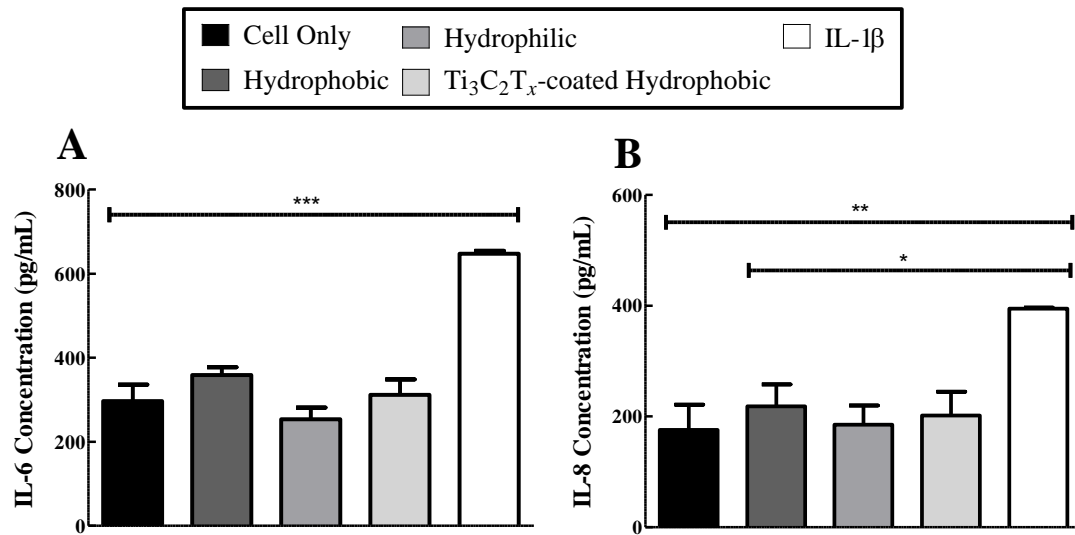 Cell Only
Hydrophilic
IL-1β
Hydrophobic
Ti₃C₂Tₓ-coated Hydrophobic
A
IL-6 Concentration (pg/mL)
800
600
400
200
0
***
B
IL-8 Concentration (pg/mL)
600
400
200
0
**
*